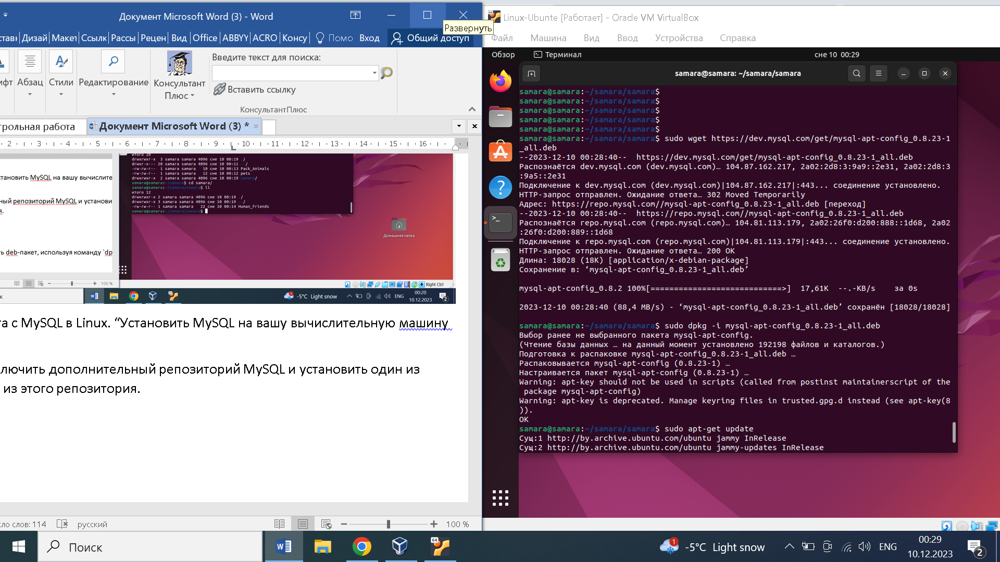 Документ Microsoft Word (3) - Word
Развернуть
Дизай
Макет
Ссылк
Рассы
Рецен
Вид
Office
ABBYY
ACRO
Консу
Помо
Вход
Общий доступ
Абзац
Стили
Редактирование
Консультант
Плюс
Введите текст для поиска:
Вставить ссылку
КонсультантПлюс
трольная работа
Документ Microsoft Word (3) *
2 3 4 5 6 7 8 9 10 11 12 13 14 15 16
становить MySQL на вашу вычислите
ный репозиторий MySQL и установи
я.
ть deb-пакет, используя команду `dp
100 %
итого 20
drwxrwxr-x 3 samara samara 4096 сне 10 00:19 ./
drwxr-x--- 20 samara samara 4096 сне 10 00:11 ../
-rw-rw-r-- 1 samara samara 10 сне 10 00:13 Pack_Animals
-rw-rw-r-- 1 samara samara 12 сне 10 00:12 pets
drwxrwxr-x 2 samara samara 4096 сне 10 00:19 samara/
samara@samara:~/samara$ cd samara/
samara@samara:~/samara/samara$ ll
итого 12
drwxrwxr-x 2 samara samara 4096 сне 10 00:19 ./
drwxrwxr-x 3 samara samara 4096 сне 10 00:19 ../
-rw-rw-r-- 1 samara samara 22 сне 10 00:14 Human_Friends
samara@samara:~/samara/samara$
Домашняя папка
Right Ctrl
-5°C Light snow
ENG
00:20
10.12.2023
2
та с MySQL в Linux. “Установить MySQL на вашу вычислительную машину
лючить дополнительный репозиторий MySQL и установить один из
из этого репозитория.
сло слов: 114
русский
100 %
Linux-Ubunte [Работает] - Oracle VM VirtualBox
Файл
Машина
Вид
Ввод
Устройства
Справка
Обзор
Терминал
сне 10 00:29
samara@samara: ~/samara/samara
samara@samara:~/samara/samara$
samara@samara:~/samara/samara$
samara@samara:~/samara/samara$
samara@samara:~/samara/samara$
samara@samara:~/samara/samara$
samara@samara:~/samara/samara$ sudo wget https://dev.mysql.com/get/mysql-apt-config_0.8.23-1
_all.deb
--2023-12-10 00:28:40-- https://dev.mysql.com/get/mysql-apt-config_0.8.23-1_all.deb
Распознаётся dev.mysql.com (dev.mysql.com)… 104.87.162.217, 2a02:2d8:3:9a9::2e31, 2a02:2d8:3
:9a5::2e31
Подключение к dev.mysql.com (dev.mysql.com)|104.87.162.217|:443... соединение установлено.
HTTP-запрос отправлен. Ожидание ответа… 302 Moved Temporarily
Адрес: https://repo.mysql.com//mysql-apt-config_0.8.23-1_all.deb [переход]
--2023-12-10 00:28:40-- https://repo.mysql.com//mysql-apt-config_0.8.23-1_all.deb
Распознаётся repo.mysql.com (repo.mysql.com)… 104.81.113.179, 2a02:26f0:d200:888::1d68, 2a02
:26f0:d200:889::1d68
Подключение к repo.mysql.com (repo.mysql.com)|104.81.113.179|:443... соединение установлено.
HTTP-запрос отправлен. Ожидание ответа… 200 OK
Длина: 18028 (18K) [application/x-debian-package]
Сохранение в: ‘mysql-apt-config_0.8.23-1_all.deb’
mysql-apt-config_0.8.2 100%[============================>] 17,61K --.-KB/s за 0s
2023-12-10 00:28:40 (88,4 MB/s) - ‘mysql-apt-config_0.8.23-1_all.deb’ сохранён [18028/18028]
samara@samara:~/samara/samara$ sudo dpkg -i mysql-apt-config_0.8.23-1_all.deb
Выбор ранее не выбранного пакета mysql-apt-config.
(Чтение базы данных … на данный момент установлено 192198 файлов и каталогов.)
Подготовка к распаковке mysql-apt-config_0.8.23-1_all.deb …
Распаковывается mysql-apt-config (0.8.23-1) …
Настраивается пакет mysql-apt-config (0.8.23-1) …
Warning: apt-key should not be used in scripts (called from postinst maintainerscript of the
package mysql-apt-config)
Warning: apt-key is deprecated. Manage keyring files in trusted.gpg.d instead (see apt-key(8
)).
OK
samara@samara:~/samara/samara$ sudo apt-get update
Сущ:1 http://by.archive.ubuntu.com/ubuntu jammy InRelease
Сущ:2 http://by.archive.ubuntu.com/ubuntu jammy-updates InRelease
Поиск
64
1
-5°C Light snow
ENG
00:29
10.12.2023
2